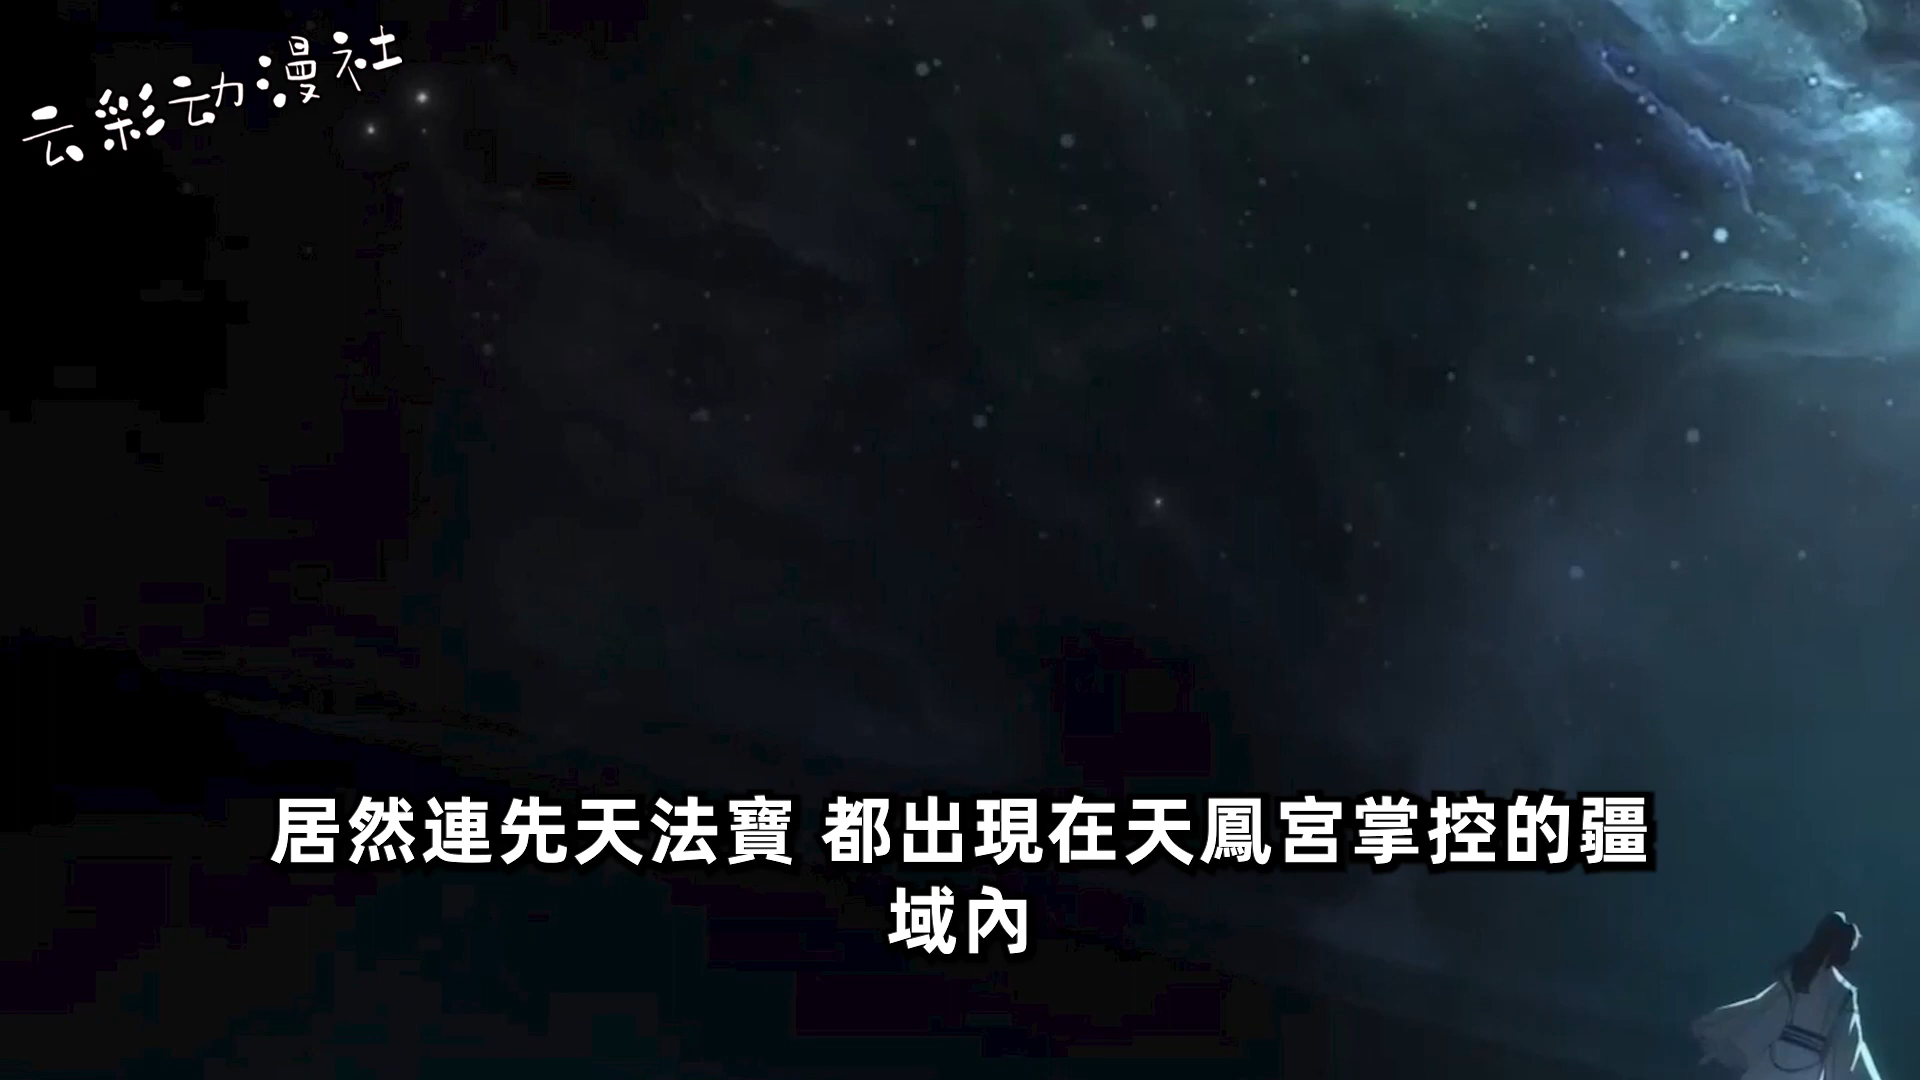 云彩动漫社
居然連先天法寶 都出現在天鳳宮掌控的疆
域內